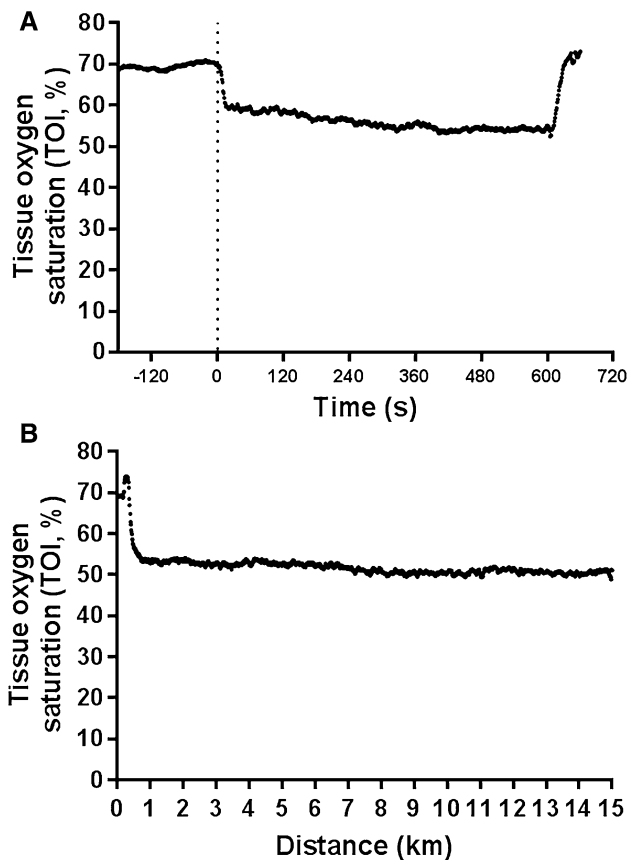 A
80
70
60
50
40
30
20
10
0
Tissue oxygen
saturation (TOI, %)
-120 0 120 240 360 480 600 720
Time (s)
B
80
70
60
50
40
30
20
10
0
Tissue oxygen
saturation (TOI, %)
0 1 2 3 4 5 6 7 8 9 10 11 12 13 14 15
Distance (km)